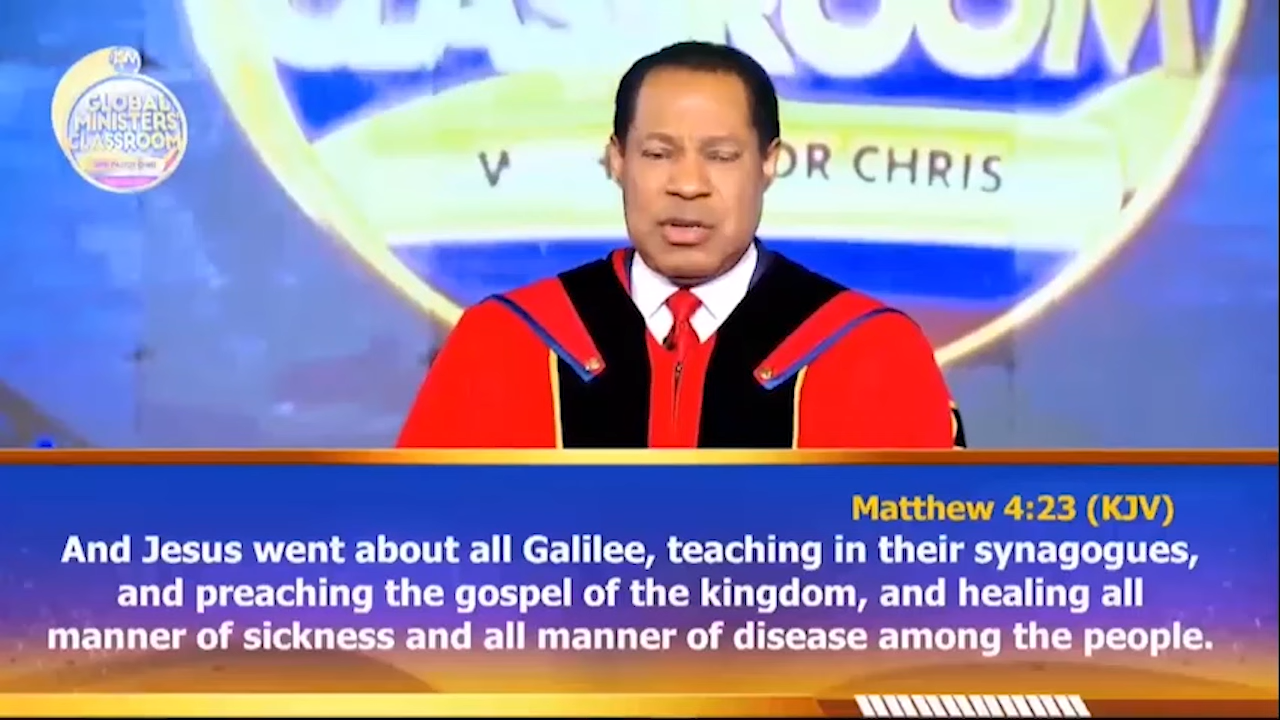 CLASSROOM
OR CHRIS
GLOBAL
MINISTERS'
CLASSROOM
Matthew 4:23 (KJV)
And Jesus went about all Galilee, teaching in their synagogues,
and preaching the gospel of the kingdom, and healing all
manner of sickness and all manner of disease among the people.